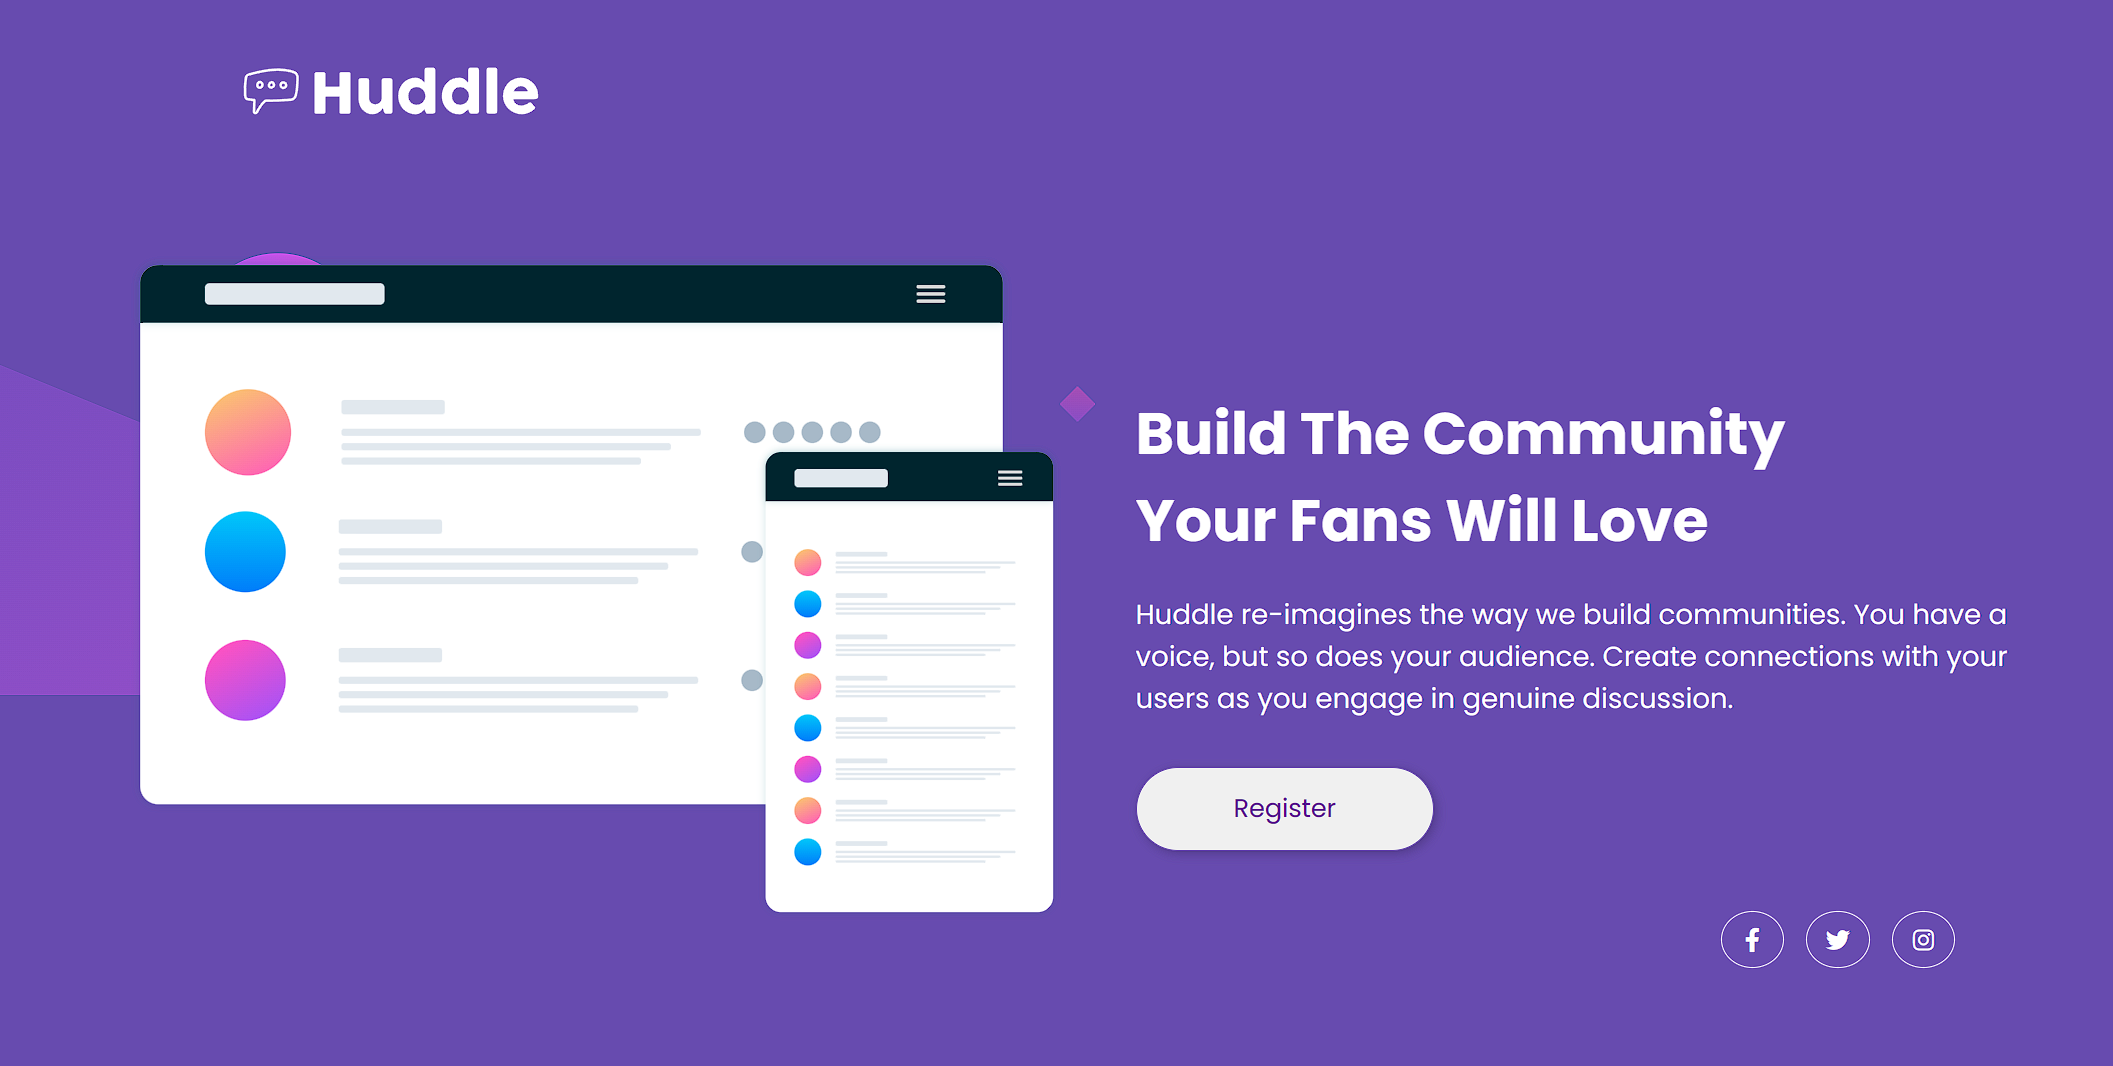 Huddle
Build The Community
Your Fans Will Love
Huddle re-imagines the way we build communities. You have a
voice, but so does your audience. Create connections with your
users as you engage in genuine discussion.
Register